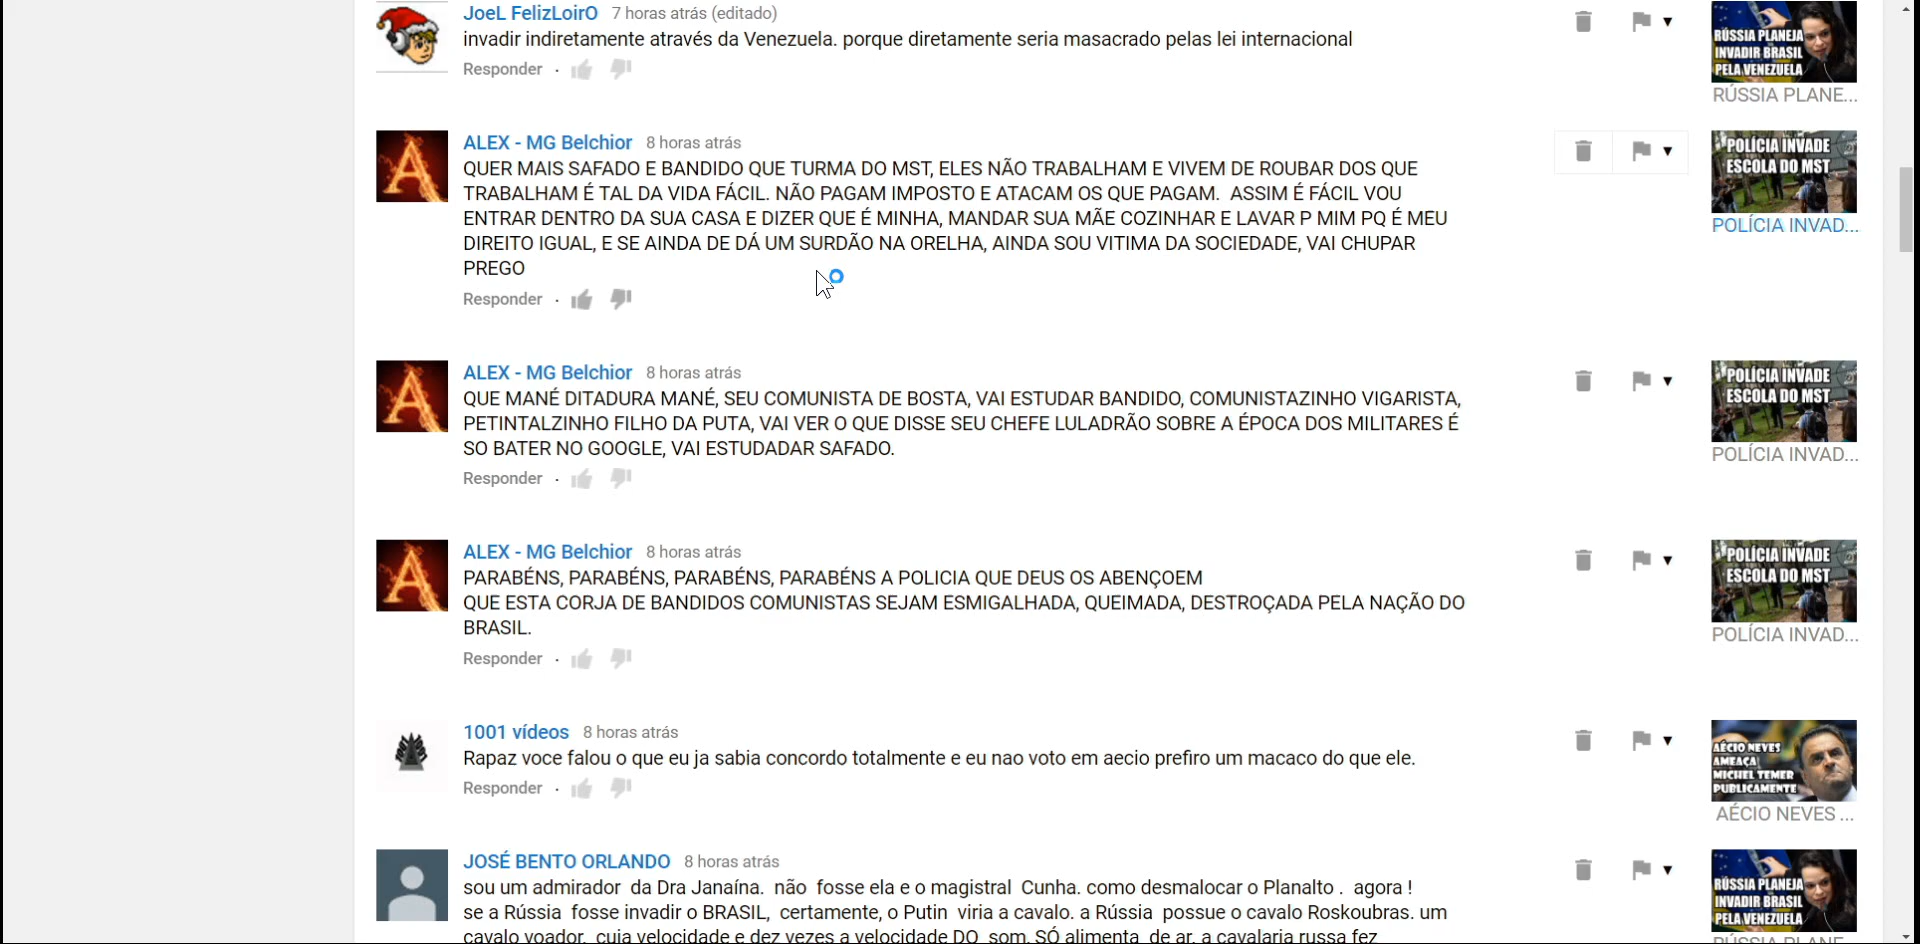 JoeL FelizLoirO 7 horas atrás (editado)
invadir indiretamente através da Venezuela. porque diretamente seria masacrado pelas lei internacional
Responder ·
RÚSSIA PLANEJA
INVADIR BRASIL
PELA VENEZUELA
RÚSSIA PLANE...
ALEX - MG Belchior 8 horas atrás
QUER MAIS SAFADO E BANDIDO QUE TURMA DO MST, ELES NÃO TRABALHAM E VIVEM DE ROUBAR DOS QUE
TRABALHAM É TAL DA VIDA FÁCIL. NÃO PAGAM IMPOSTO E ATACAM OS QUE PAGAM. ASSIM É FÁCIL VOU
ENTRAR DENTRO DA SUA CASA E DIZER QUE É MINHA, MANDAR SUA MÃE COZINHAR E LAVAR P MIM PQ É MEU
DIREITO IGUAL, E SE AINDA DE DÁ UM SURDÃO NA ORELHA, AINDA SOU VITIMA DA SOCIEDADE, VAI CHUPAR
PREGO
Responder ·
POLÍCIA INVADE
ESCOLA DO MST
POLÍCIA INVAD...
ALEX - MG Belchior 8 horas atrás
QUE MANÉ DITADURA MANÉ, SEU COMUNISTA DE BOSTA, VAI ESTUDAR BANDIDO, COMUNISTAZINHO VIGARISTA,
PETINTALZINHO FILHO DA PUTA, VAI VER O QUE DISSE SEU CHEFE LULADRÃO SOBRE A ÉPOCA DOS MILITARES É
SO BATER NO GOOGLE, VAI ESTUDADAR SAFADO.
Responder ·
POLÍCIA INVADE
ESCOLA DO MST
POLÍCIA INVAD...
ALEX - MG Belchior 8 horas atrás
PARABÉNS, PARABÉNS, PARABÉNS, PARABÉNS A POLICIA QUE DEUS OS ABENÇOEM
QUE ESTA CORJA DE BANDIDOS COMUNISTAS SEJAM ESMIGALHADA, QUEIMADA, DESTROÇADA PELA NAÇÃO DO
BRASIL.
Responder ·
POLÍCIA INVADE
ESCOLA DO MST
POLÍCIA INVAD...
1001 vídeos 8 horas atrás
Rapaz voce falou o que eu ja sabia concordo totalmente e eu nao voto em aecio prefiro um macaco do que ele.
Responder ·
AÉCIO NEVES
AMEAÇA
MICHEL TEMER
PUBLICAMENTE
AÉCIO NEVES ...
JOSÉ BENTO ORLANDO 8 horas atrás
sou um admirador da Dra Janaína. não fosse ela e o magistral Cunha. como desmalocar o Planalto . agora !
se a Rússia fosse invadir o BRASIL, certamente, o Putin viria a cavalo. a Rússia possue o cavalo Roskoubras. um
cavalo voador, cuja velocidade e dez vezes a velocidade DO som. SÓ alimenta de ar. a cavalaria russa fez
RÚSSIA PLANEJA
INVADIR BRASIL
PELA VENEZUELA
RÚSSIA PLANE...